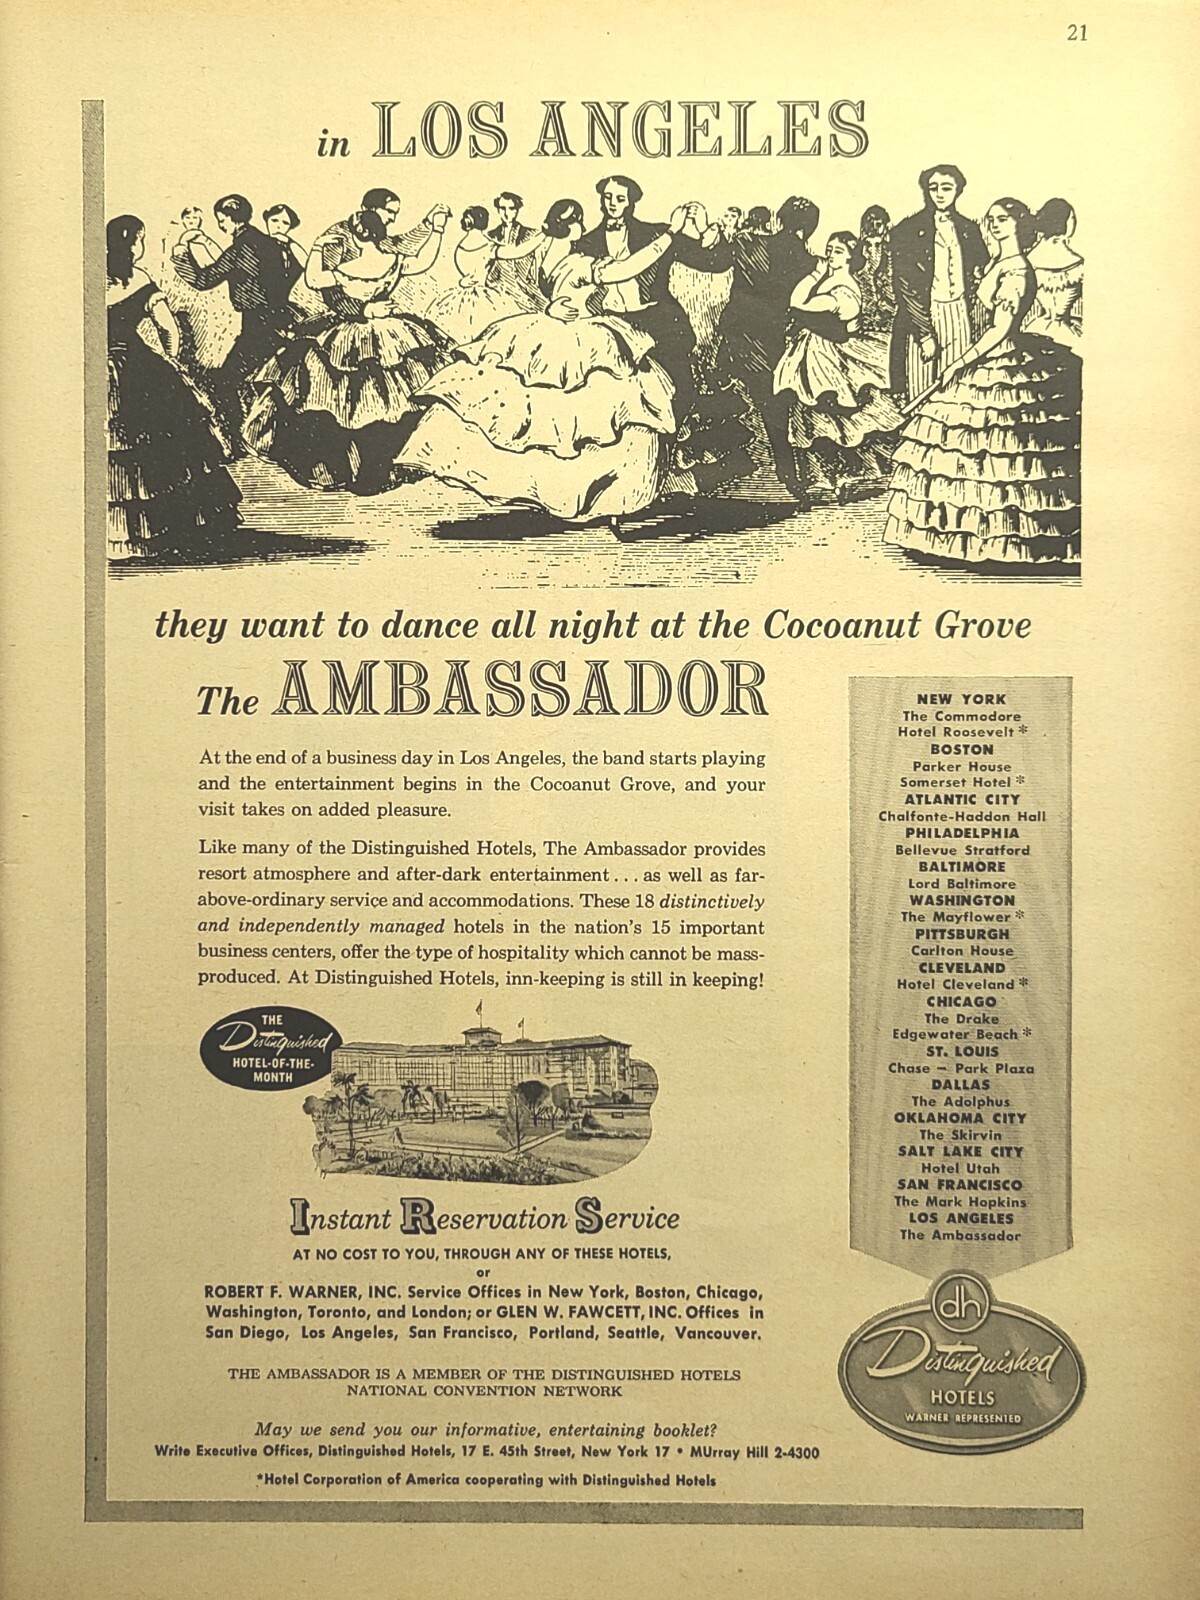 21
in LOS ANGELES
they want to dance all night at the Cocoanut Grove
The AMBASSADOR
At the end of a business day in Los Angeles, the band starts playing
and the entertainment begins in the Cocoanut Grove, and your
visit takes on added pleasure.
Like many of the Distinguished Hotels, The Ambassador provides
resort atmosphere and after-dark entertainment . . . as well as far-
above-ordinary service and accommodations. These 18 distinctively
and independently managed hotels in the nation's 15 important
business centers, offer the type of hospitality which cannot be mass-
produced. At Distinguished Hotels, inn-keeping is still in keeping!
THE
Distinguished
HOTEL-OF-THE-
MONTH
Instant Reservation Service
AT NO COST TO YOU, THROUGH ANY OF THESE HOTELS,
or
ROBERT F. WARNER, INC. Service Offices in New York, Boston, Chicago,
Washington, Toronto, and London; or GLEN W. FAWCETT, INC. Offices in
San Diego, Los Angeles, San Francisco, Portland, Seattle, Vancouver.
THE AMBASSADOR IS A MEMBER OF THE DISTINGUISHED HOTELS
NATIONAL CONVENTION NETWORK
May we send you our informative, entertaining booklet?
Write Executive Offices, Distinguished Hotels, 17 E. 45th Street, New York 17 • MUrray Hill 2-4300
*Hotel Corporation of America cooperating with Distinguished Hotels
NEW YORK
The Commodore
Hotel Roosevelt *
BOSTON
Parker House
Somerset Hotel *
ATLANTIC CITY
Chalfonte-Haddon Hall
PHILADELPHIA
Bellevue Stratford
BALTIMORE
Lord Baltimore
WASHINGTON
The Mayflower *
PITTSBURGH
Carlton House
CLEVELAND
Hotel Cleveland *
CHICAGO
The Drake
Edgewater Beach *
ST. LOUIS
Chase — Park Plaza
DALLAS
The Adolphus
OKLAHOMA CITY
The Skirvin
SALT LAKE CITY
Hotel Utah
SAN FRANCISCO
The Mark Hopkins
LOS ANGELES
The Ambassador
dh
Distinguished
HOTELS
WARNER REPRESENTED